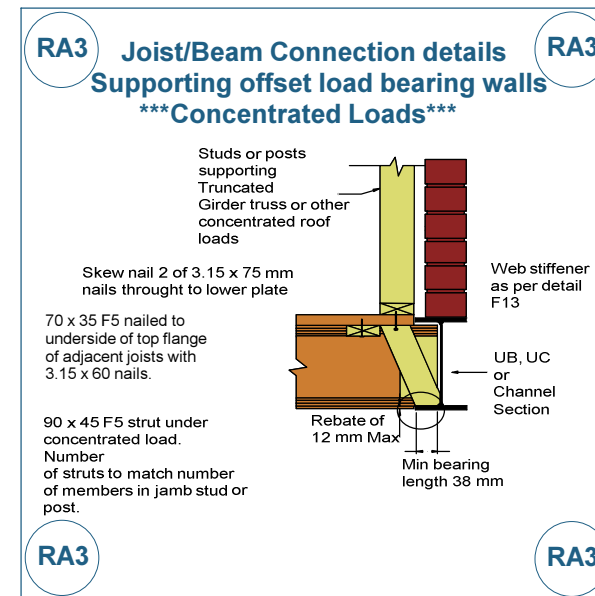 RA3
Joist/Beam Connection details
RA3
Supporting offset load bearing walls
***Concentrated Loads***
Studs or posts
supporting
Truncated
Girder truss or other
concentrated roof
loads
Skew nail 2 of 3.15 x 75 mm
nails throught to lower plate
Web stiffener
as per detail
F13
70 x 35 F5 nailed to
underside of top flange
of adjacent joists with
3.15 x 60 nails.
UB, UC
or
Channel
Section
90 x 45 F5 strut under
concentrated load.
Number
of struts to match number
of members in jamb stud or
post.
Rebate of
12 mm Max
Min bearing
length 38 mm
RA3
RA3